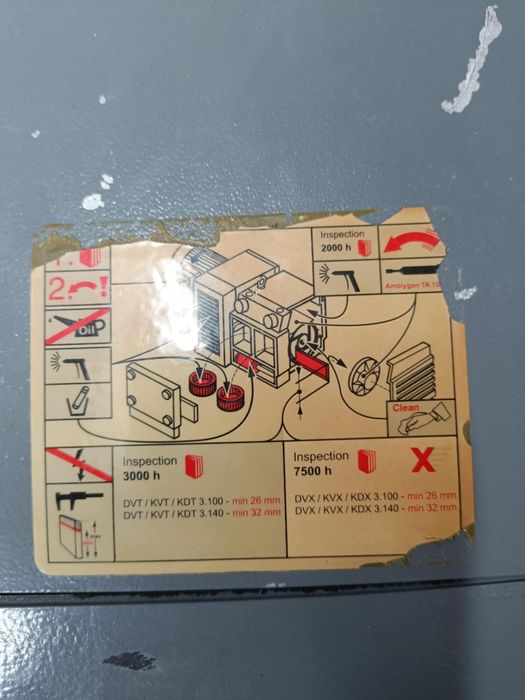 1.
2.
!
Oil
Inspection
2000 h
Amblygon TA 15
Clean
max
Inspection
3000 h
DVT / KVT / KDT 3.100 - min 26 mm
DVT / KVT / KDT 3.140 - min 32 mm
Inspection
7500 h
X
DVX / KVX / KDX 3.100 - min 26 mm
DVX / KVX / KDX 3.140 - min 32 mm